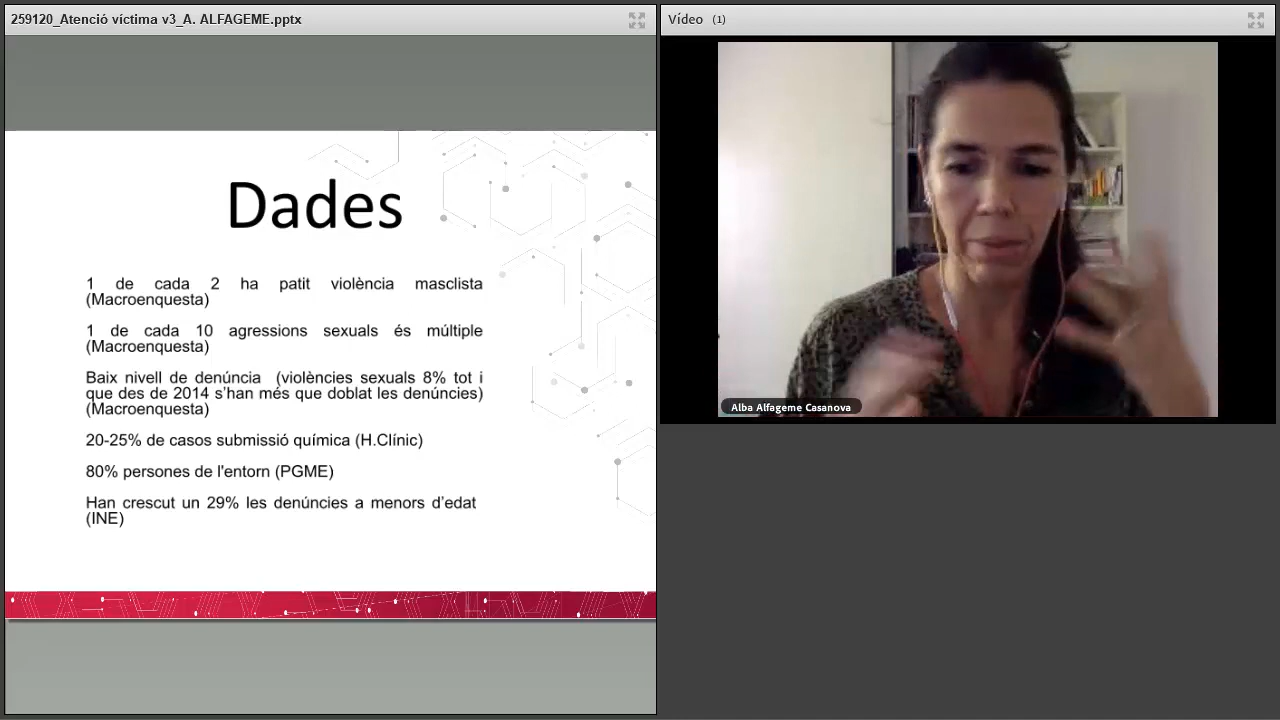 259120_Atenció víctima v3_A. ALFAGEME.pptx
Dades
1 de cada 2 ha patit violència masclista
(Macroenquesta)
1 de cada 10 agressions sexuals és múltiple
(Macroenquesta)
Baix nivell de denúncia (violències sexuals 8% tot i
que des de 2014 s'han més que doblat les denúncies)
(Macroenquesta)
20-25% de casos submissió química (H.Clínic)
80% persones de l'entorn (PGME)
Han crescut un 29% les denúncies a menors d'edat
(INE)
Vídeo (1)
Alba Alfageme Casanova